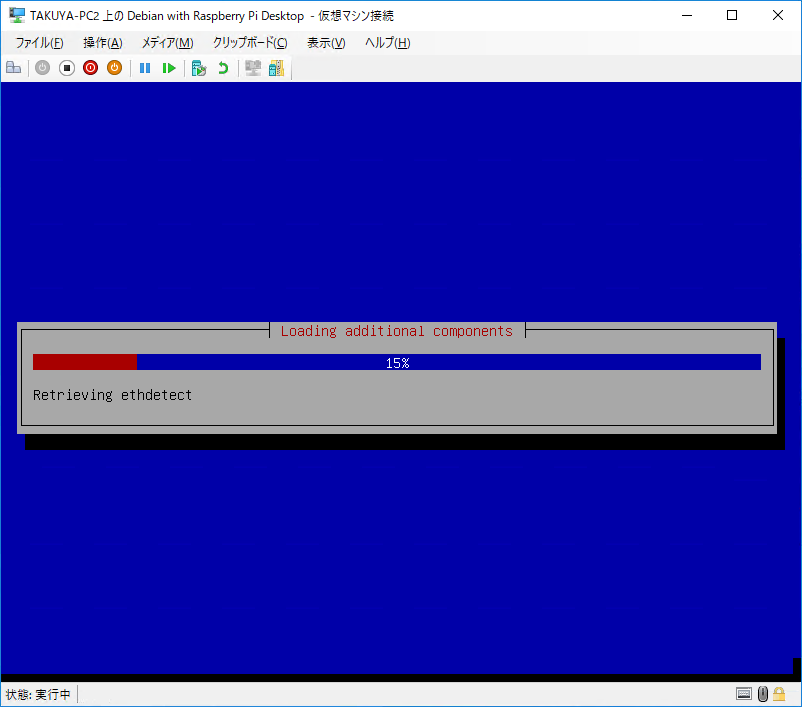 TAKUYA-PC2 上の Debian with Raspberry Pi Desktop - 仮想マシン接続
ファイル(F) 操作(A) メディア(M) クリップボード(C) 表示(V) ヘルプ(H)
Loading additional components
15%
Retrieving ethdetect
状態: 実行中